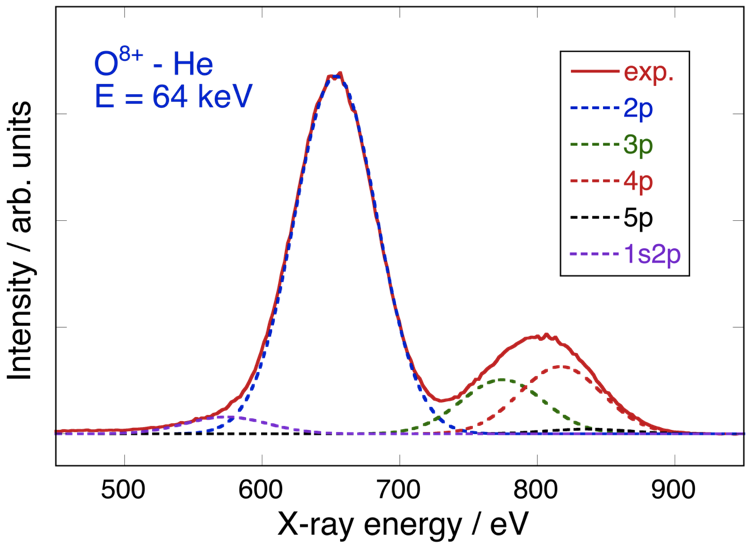 O⁸⁺ - He
E = 64 keV
exp.
2p
3p
4p
5p
1s2p
Intensity / arb. units
500 600 700 800 900
X-ray energy / eV